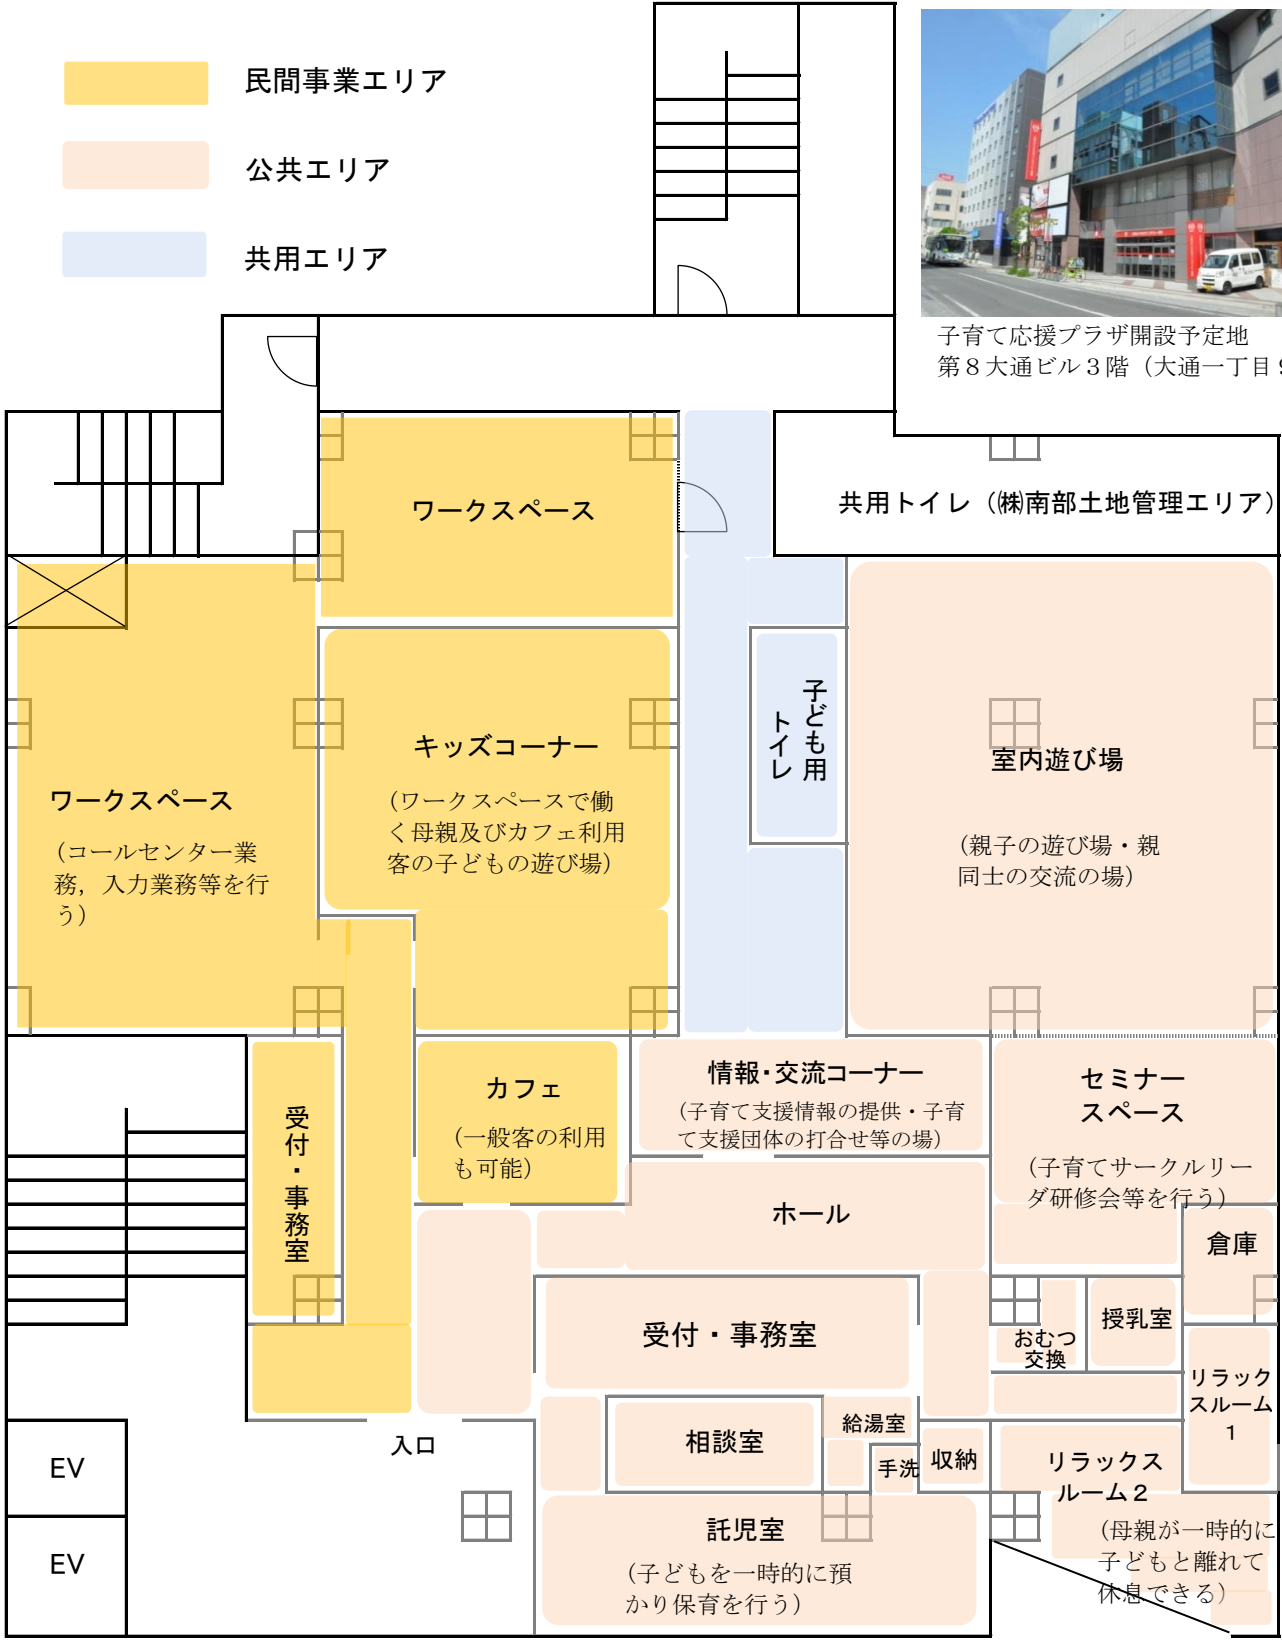 民間事業エリア
公共エリア
共用エリア
子育て応援プラザ開設予定地
第８大通ビル３階（大通一丁目９
ワークスペース
共用トイレ（㈱南部土地管理エリア）
子ども用
トイレ
キッズコーナー
（ワークスペースで働
く母親及びカフェ利用
客の子どもの遊び場）
室内遊び場
（親子の遊び場・親
同士の交流の場）
ワークスペース
（コールセンター業
務，入力業務等を行
う）
受付・事務室
カフェ
（一般客の利用
も可能）
情報・交流コーナー
（子育て支援情報の提供・子育
て支援団体の打合せ等の場）
セミナー
スペース
（子育てサークルリー
ダ研修会等を行う）
ホール
倉庫
受付・事務室
おむつ
交換
授乳室
リラック
スルーム
1
入口
相談室
給湯室
手洗
収納
リラックス
ルーム２
（母親が一時的に
子どもと離れて
休息できる）
託児室
（子どもを一時的に預
かり保育を行う）
EV
EV